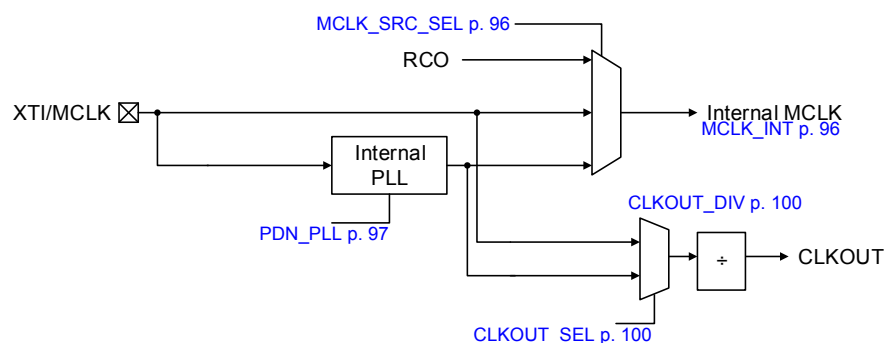 MCLK_SRC_SEL p. 96
RCO
XTI/MCLK
Internal MCLK
MCLK_INT p. 96
Internal
PLL
PDN_PLL p. 97
CLKOUT_DIV p. 100
÷
CLKOUT
CLKOUT_SEL p. 100